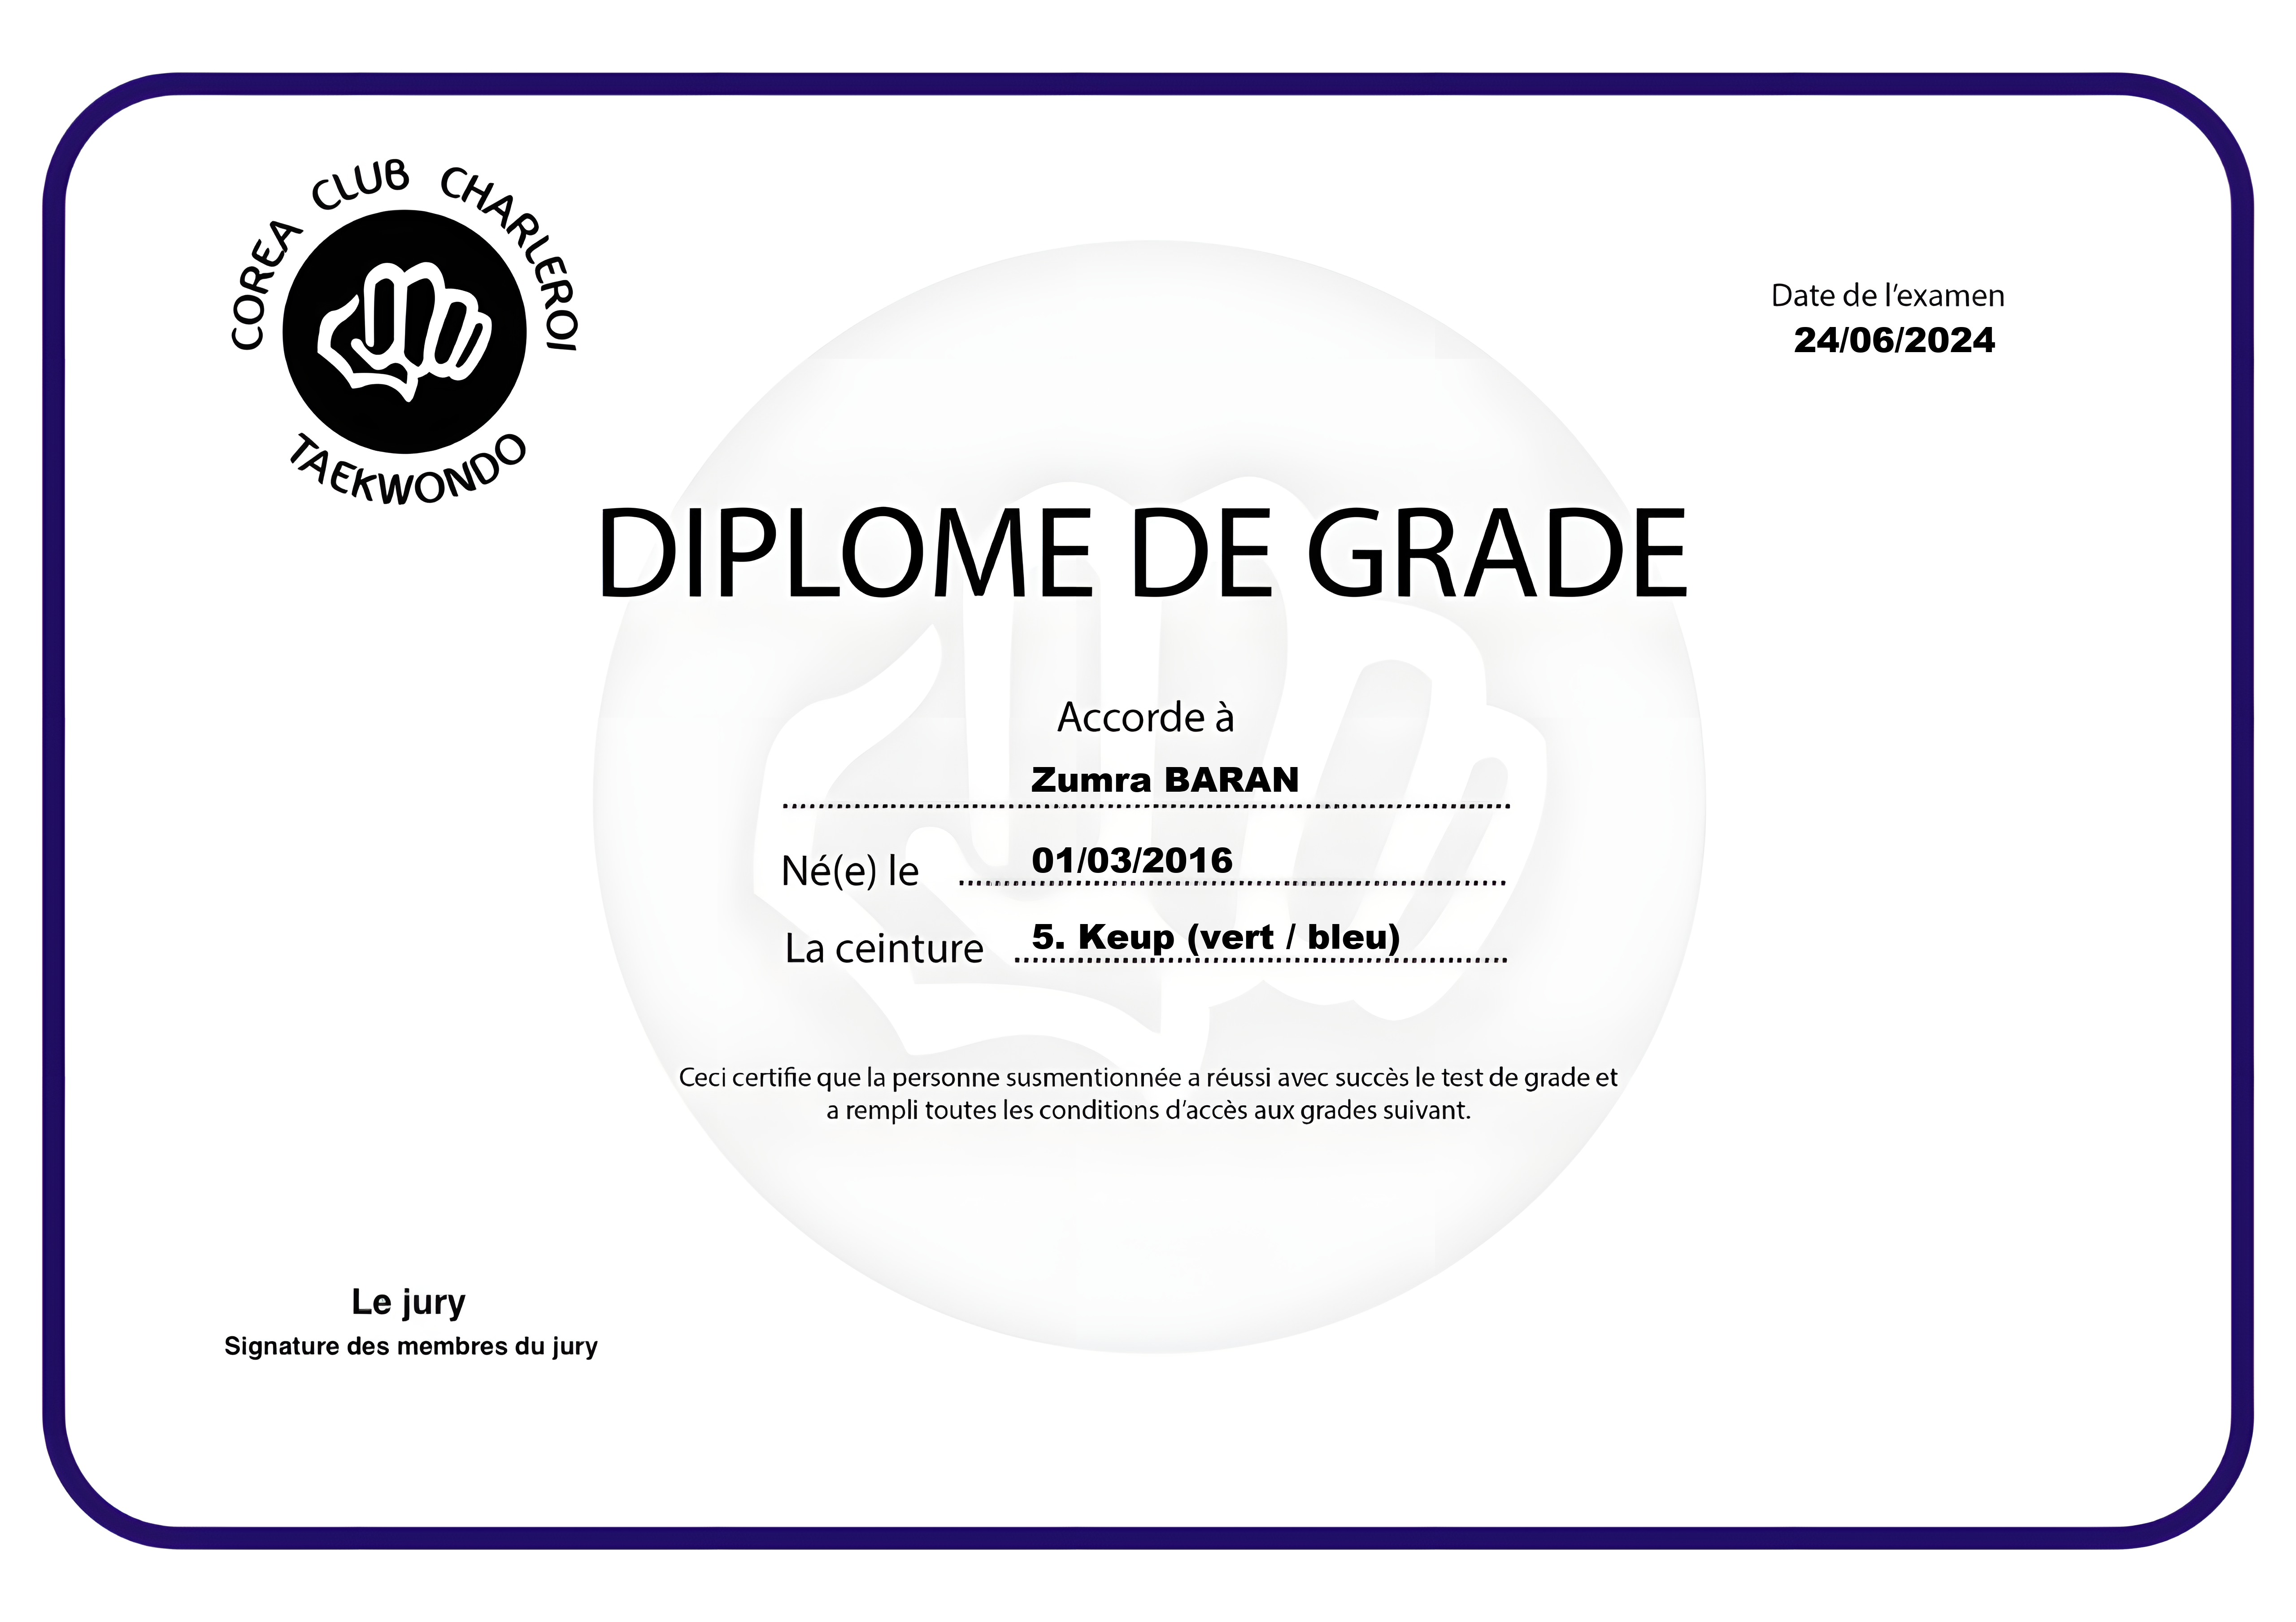 COREA CLUB CHARLEROI
TAEKWONDO
Date de l'examen
24/06/2024
DIPLOME DE GRADE
Accorde à
Zumra BARAN
Né(e) le 01/03/2016
La ceinture 5. Keup (vert / bleu)
Ceci certifie que la personne susmentionnée a réussi avec succès le test de grade et
a rempli toutes les conditions d'accès aux grades suivant.
Le jury
Signature des membres du jury